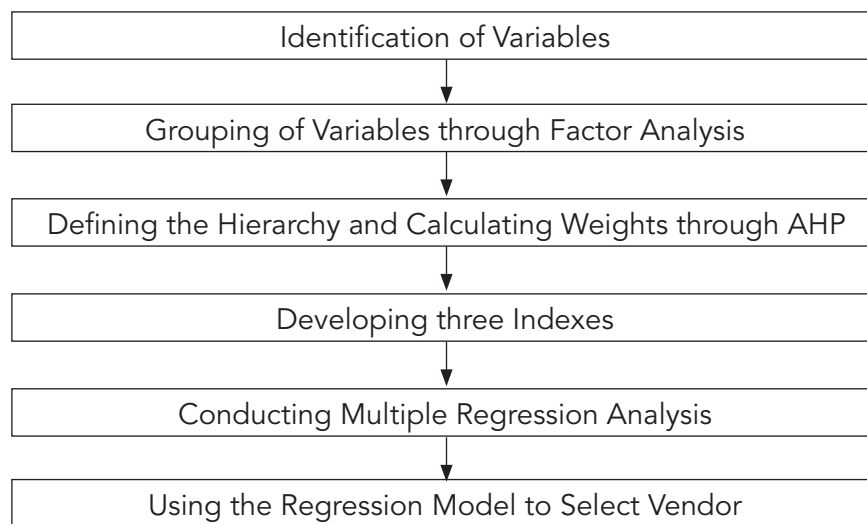 Identification of Variables
Grouping of Variables through Factor Analysis
Defining the Hierarchy and Calculating Weights through AHP
Developing three Indexes
Conducting Multiple Regression Analysis
Using the Regression Model to Select Vendor